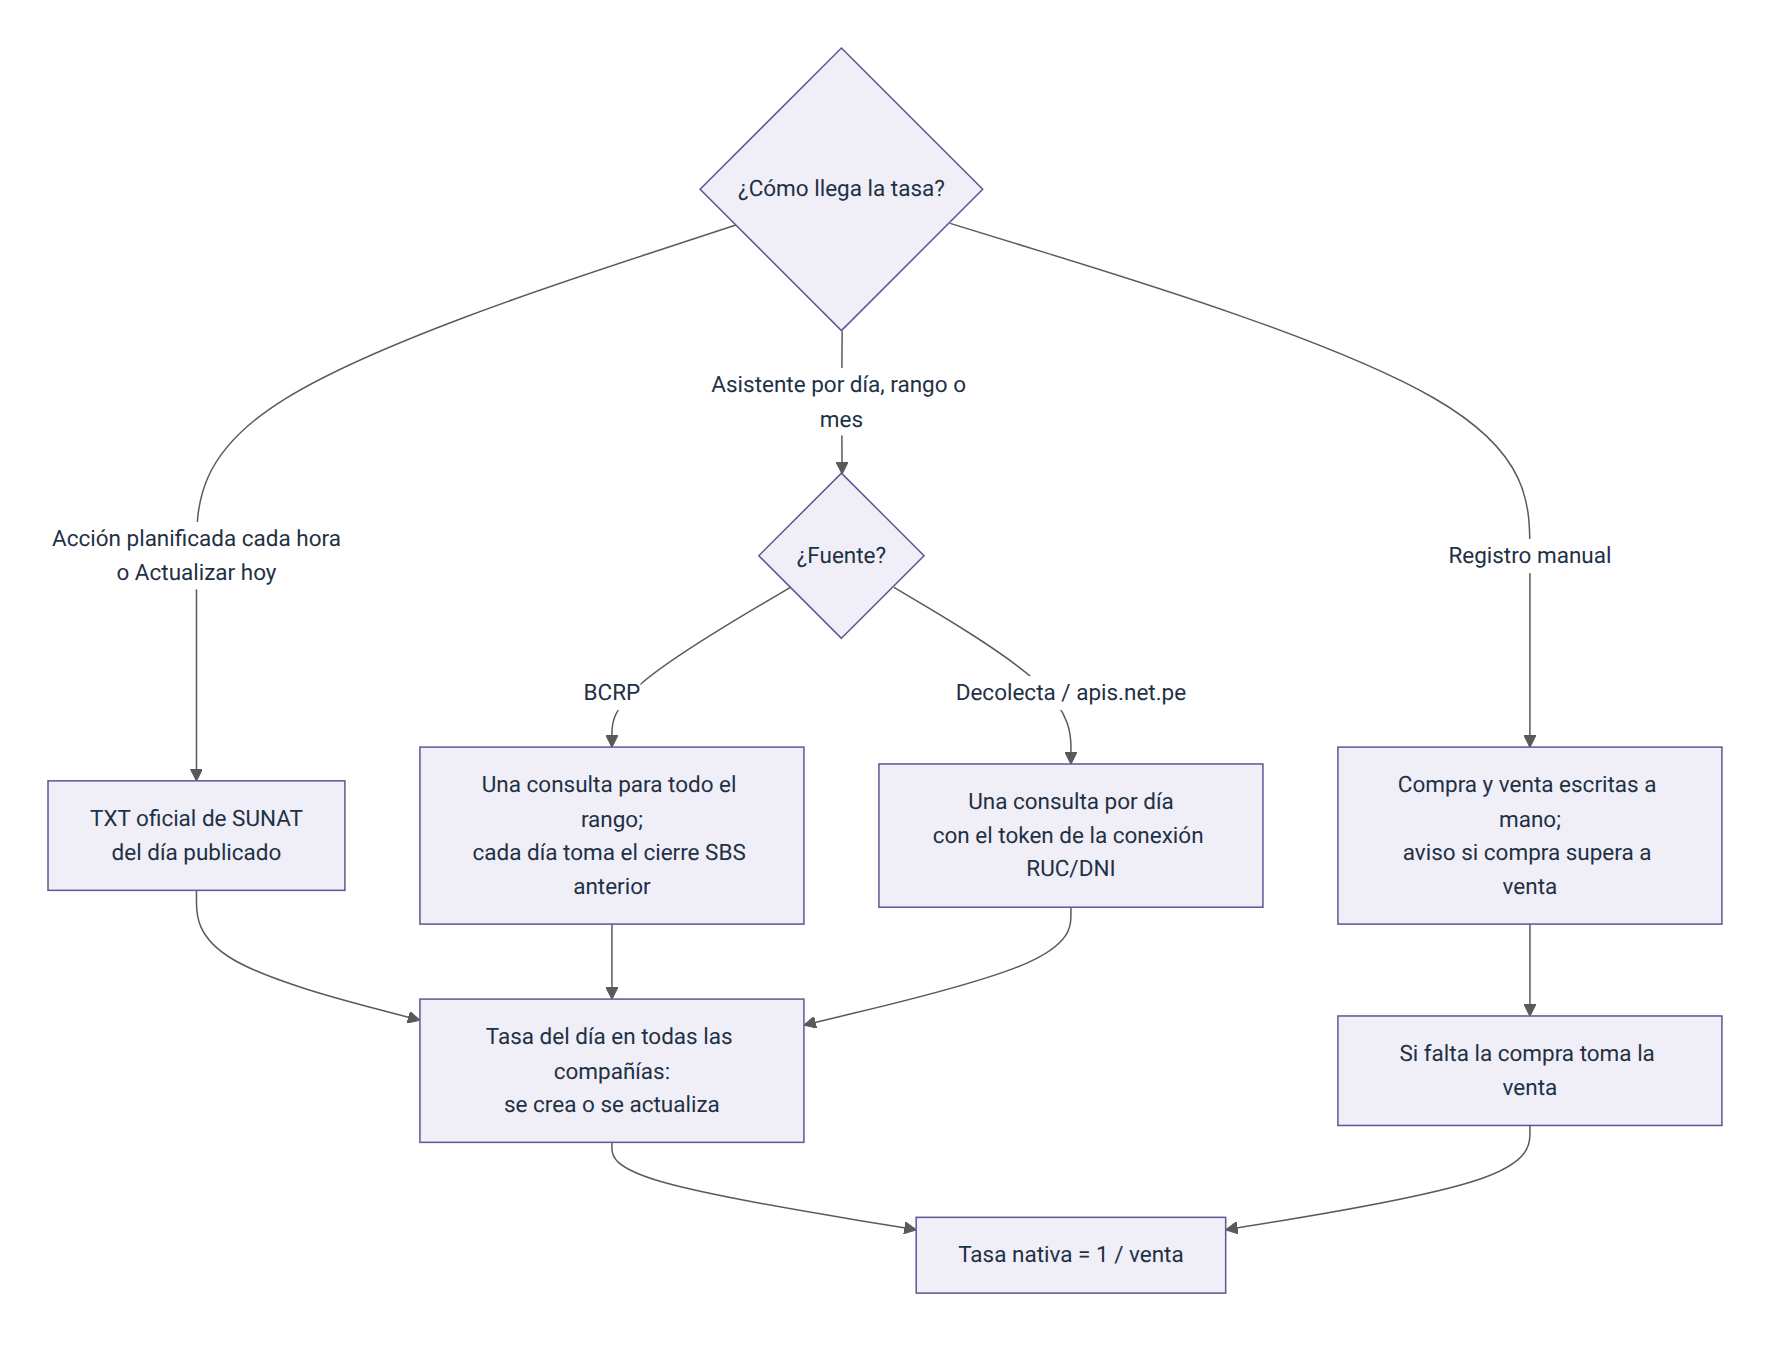 ¿Cómo llega la tasa?
Asistente por día, rango o
mes
Acción planificada cada hora
o Actualizar hoy
¿Fuente?
Registro manual
BCRP
Decolecta / apis.net.pe
TXT oficial de SUNAT
del día publicado
Una consulta para todo el
rango;
cada día toma el cierre SBS
anterior
Una consulta por día
con el token de la conexión
RUC/DNI
Compra y venta escritas a
mano;
aviso si compra supera a
venta
Tasa del día en todas las
compañías:
se crea o se actualiza
Si falta la compra toma la
venta
Tasa nativa = 1 / venta